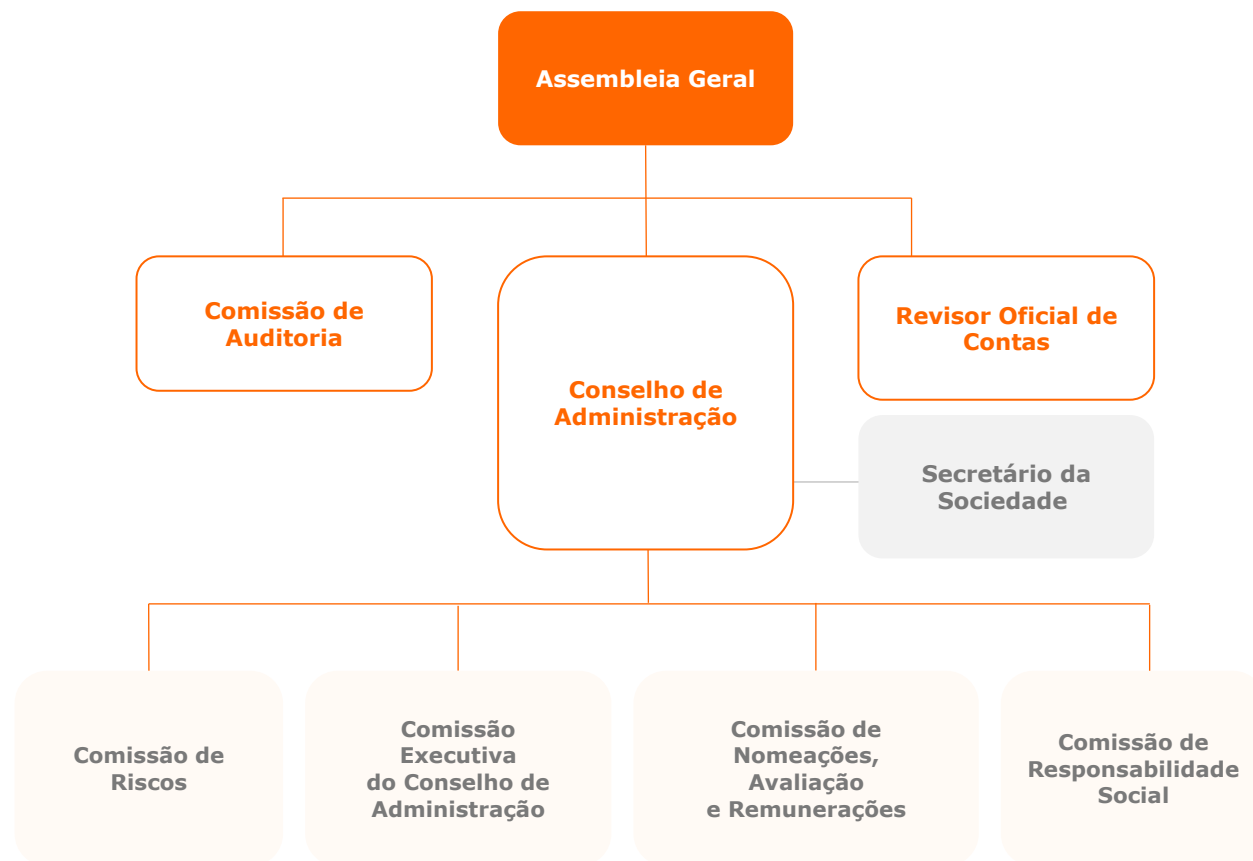 Assembleia Geral
Comissão de
Auditoria
Conselho de
Administração
Revisor Oficial de
Contas
Secretário da
Sociedade
Comissão de
Riscos
Comissão
Executiva
do Conselho de
Administração
Comissão de
Nomeações,
Avaliação
e Remunerações
Comissão de
Responsabilidade
Social